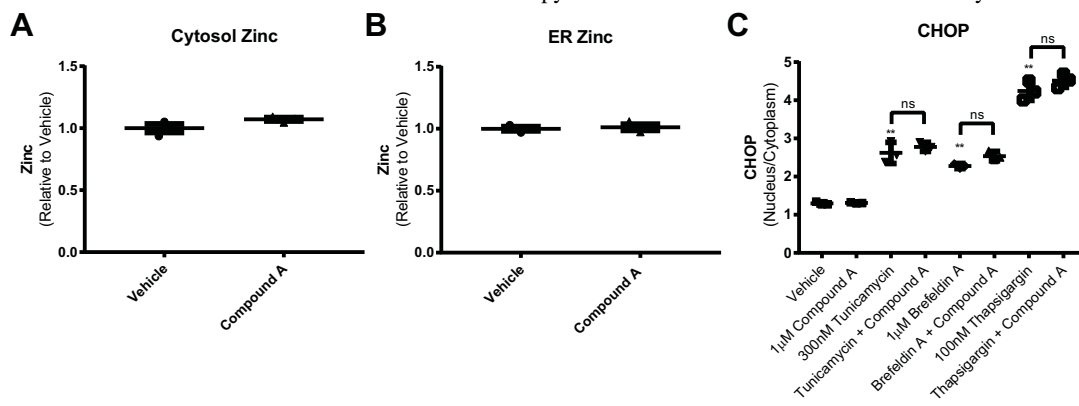 A
Cytosol Zinc
Zinc
(Relative to Vehicle)
1.5
1.0
0.5
0.0
Vehicle
Compound A
B
ER Zinc
Zinc
(Relative to Vehicle)
1.5
1.0
0.5
0.0
Vehicle
Compound A
C
CHOP
CHOP
(Nucleus/Cytoplasm)
5
4
3
2
1
0
**
ns
**
ns
**
ns
Vehicle
1µM Compound A
300nM Tunicamycin
Tunicamycin + Compound A
1µM Brefeldin A
Brefeldin A + Compound A
100nM Thapsigargin
Thapsigargin + Compound A